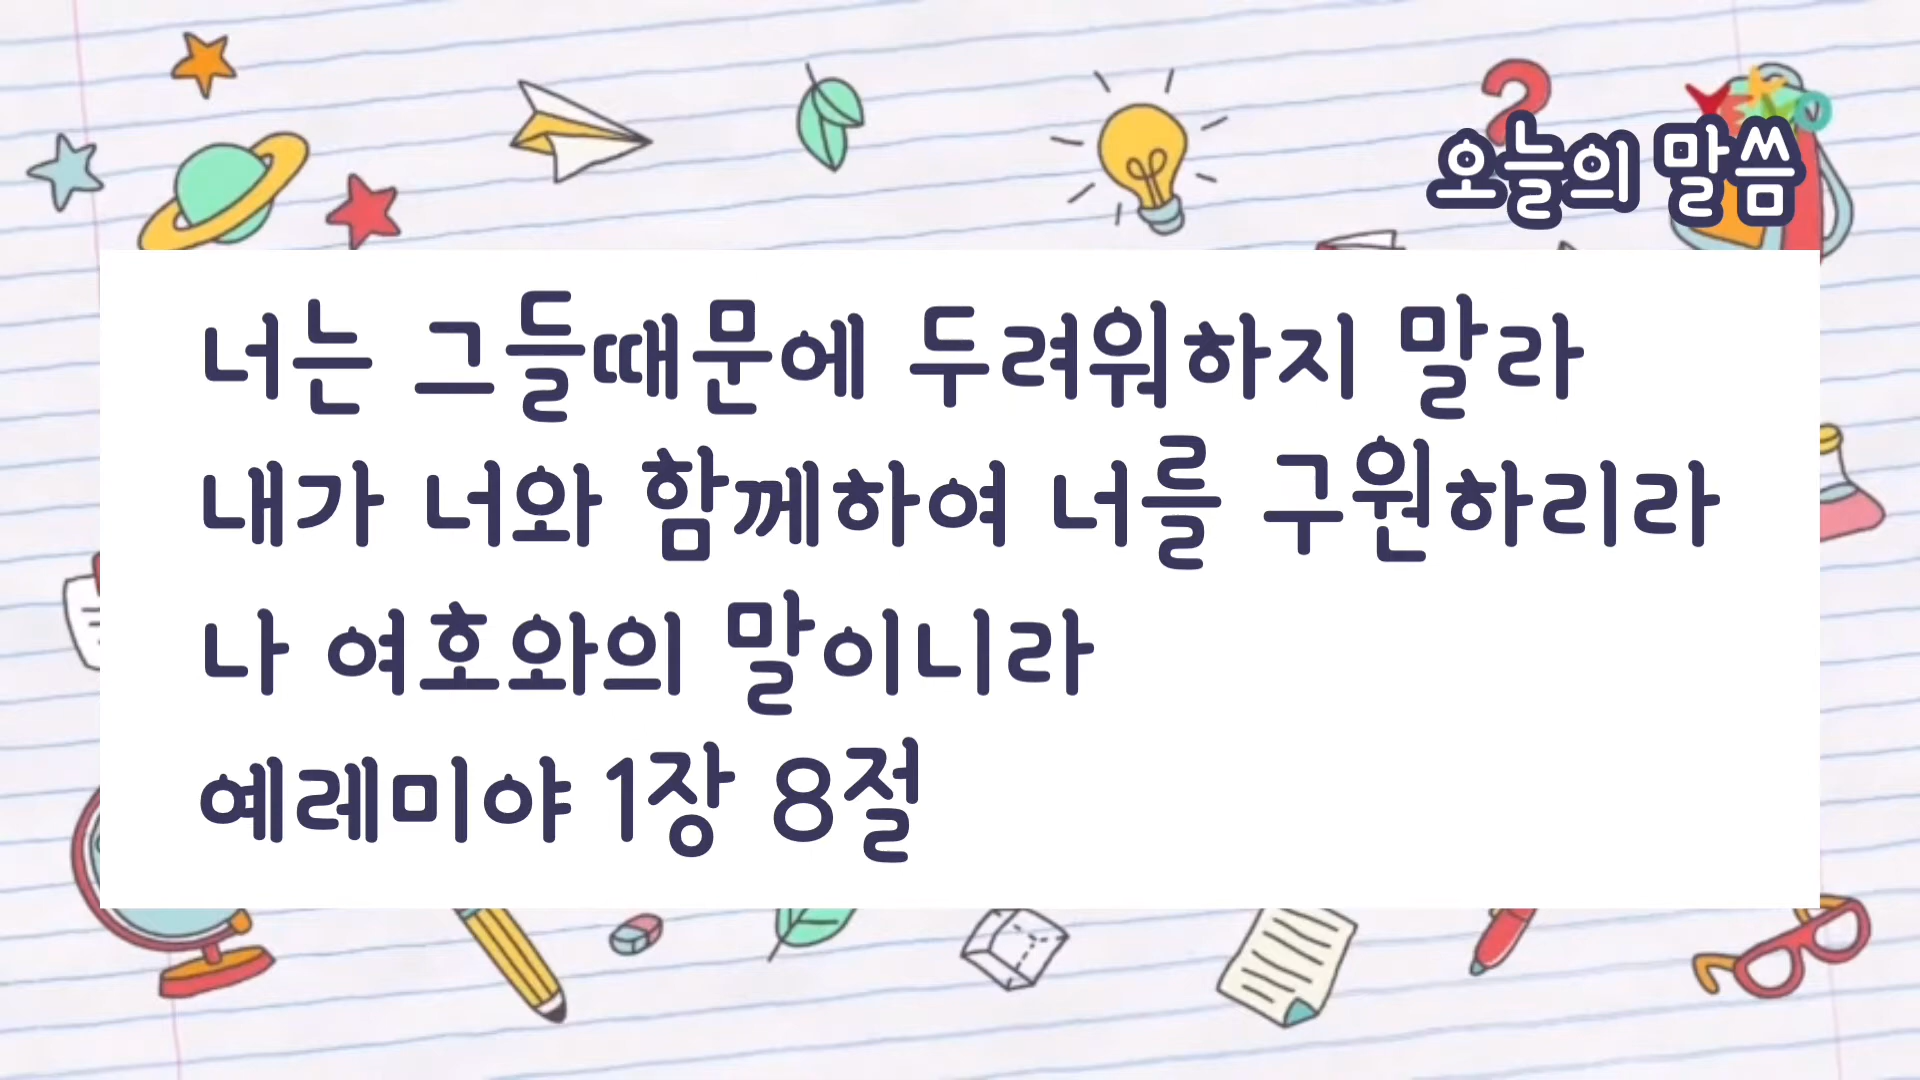 오늘의 말씀
너는 그들때문에 두려워하지 말라
내가 너와 함께하여 너를 구원하리라
나 여호와의 말이니라
예레미야 1장 8절